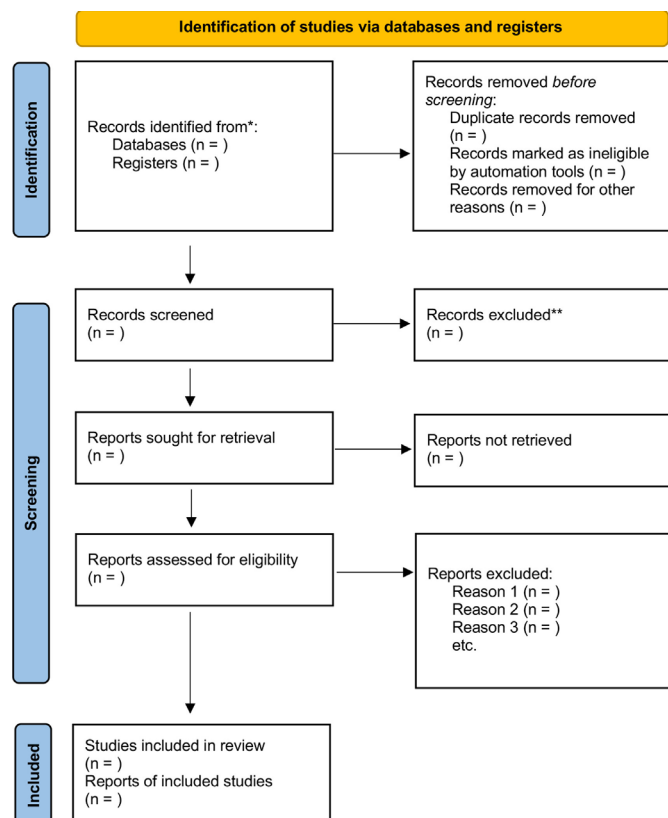 Identification of studies via databases and registers
Identification
Records identified from*:
Databases (n = )
Registers (n = )
Records removed before
screening:
Duplicate records removed
(n = )
Records marked as ineligible
by automation tools (n = )
Records removed for other
reasons (n = )
Screening
Records screened
(n = )
Records excluded**
(n = )
Reports sought for retrieval
(n = )
Reports not retrieved
(n = )
Reports assessed for eligibility
(n = )
Reports excluded:
Reason 1 (n = )
Reason 2 (n = )
Reason 3 (n = )
etc.
Included
Studies included in review
(n = )
Reports of included studies
(n = )